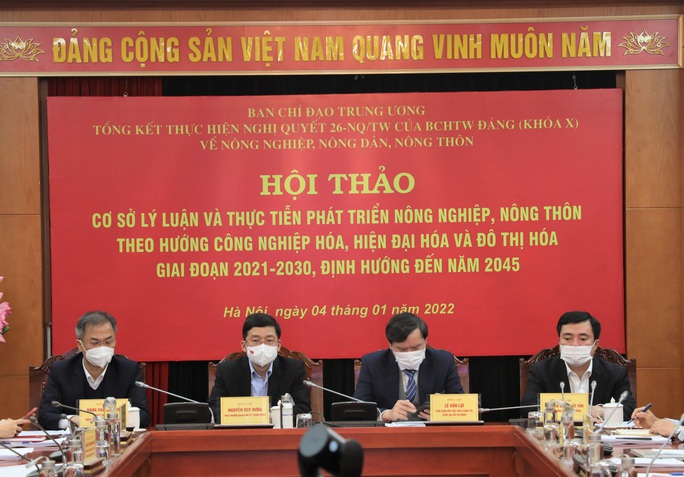 ĐẢNG CỘNG SẢN VIỆT NAM QUANG VINH MUÔN NĂM
BAN CHỈ ĐẠO TRUNG ƯƠNG
TỔNG KẾT THỰC HIỆN NGHỊ QUYẾT 26-NQ/TW CỦA BCHTW ĐẢNG (KHÓA X)
VỀ NÔNG NGHIỆP, NÔNG DÂN, NÔNG THÔN
HỘI THẢO
CƠ SỞ LÝ LUẬN VÀ THỰC TIỄN PHÁT TRIỂN NÔNG NGHIỆP, NÔNG THÔN
THEO HƯỚNG CÔNG NGHIỆP HÓA, HIỆN ĐẠI HÓA VÀ ĐÔ THỊ HÓA
GIAI ĐOẠN 2021-2030, ĐỊNH HƯỚNG ĐẾN NĂM 2045
Hà Nội, ngày 04 tháng 01 năm 2022
NGUYỄN DUY HƯNG
LÊ VĂN LỢI